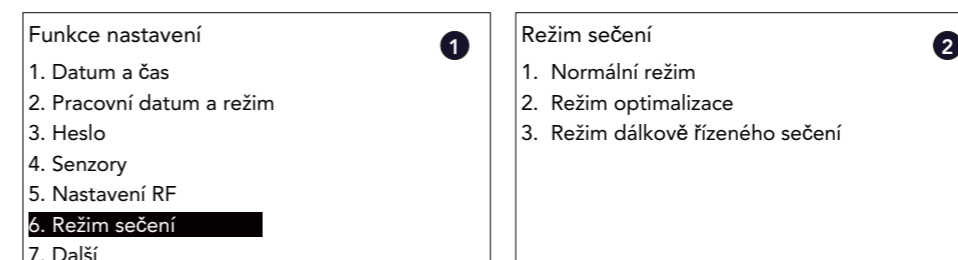 Funkce nastavení
1
1. Datum a čas
2. Pracovní datum a režim
3. Heslo
4. Senzory
5. Nastavení RF
6. Režim sečení
7. Další
Režim sečení
2
1. Normální režim
2. Režim optimalizace
3. Režim dálkově řízeného sečení